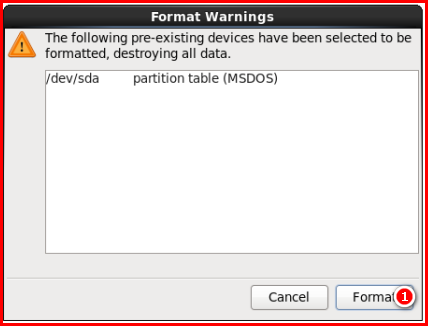 Format Warnings
The following pre-existing devices have been selected to be
formatted, destroying all data.
/dev/sda partition table (MSDOS)
Cancel
Format
1